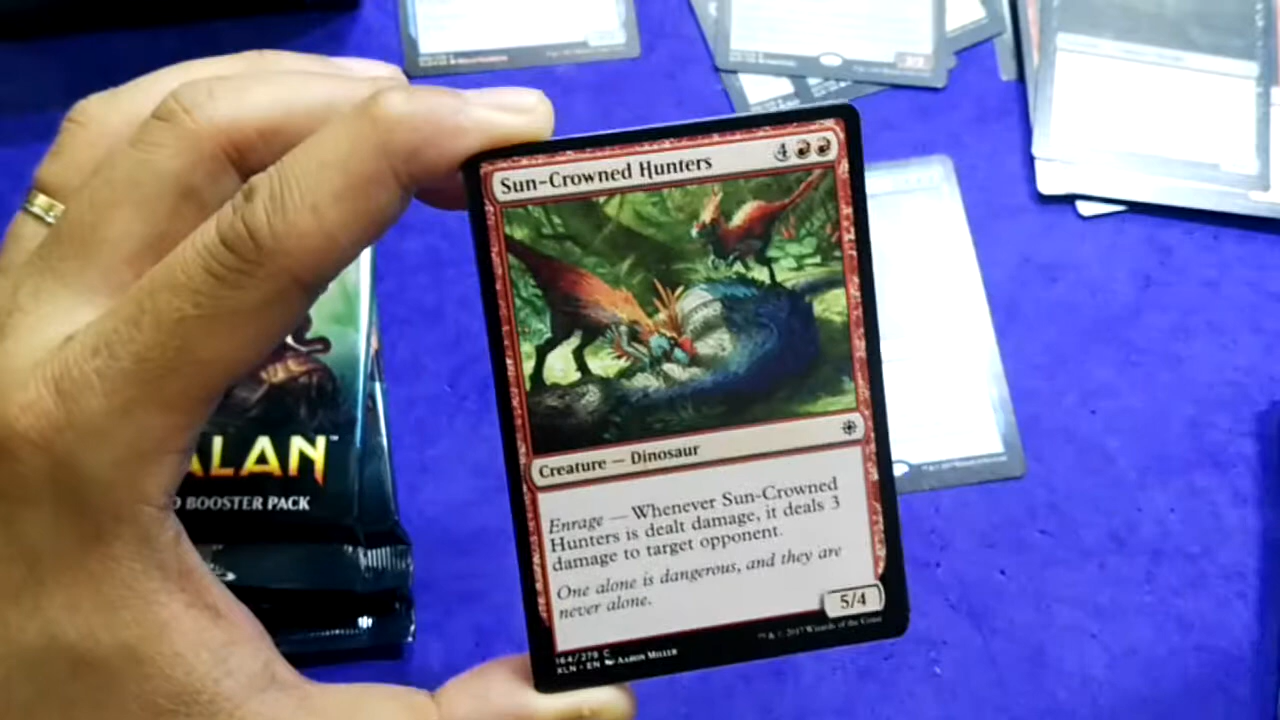 Sun-Crowned Hunters 4
Creature — Dinosaur
Enrage — Whenever Sun-Crowned
Hunters is dealt damage, it deals 3
damage to target opponent.
One alone is dangerous, and they are
never alone.
5/4
164/279 C
XLN • EN Aaron Miller
™ & © 2017 Wizards of the Coast
ALAN™
BOOSTER PACK